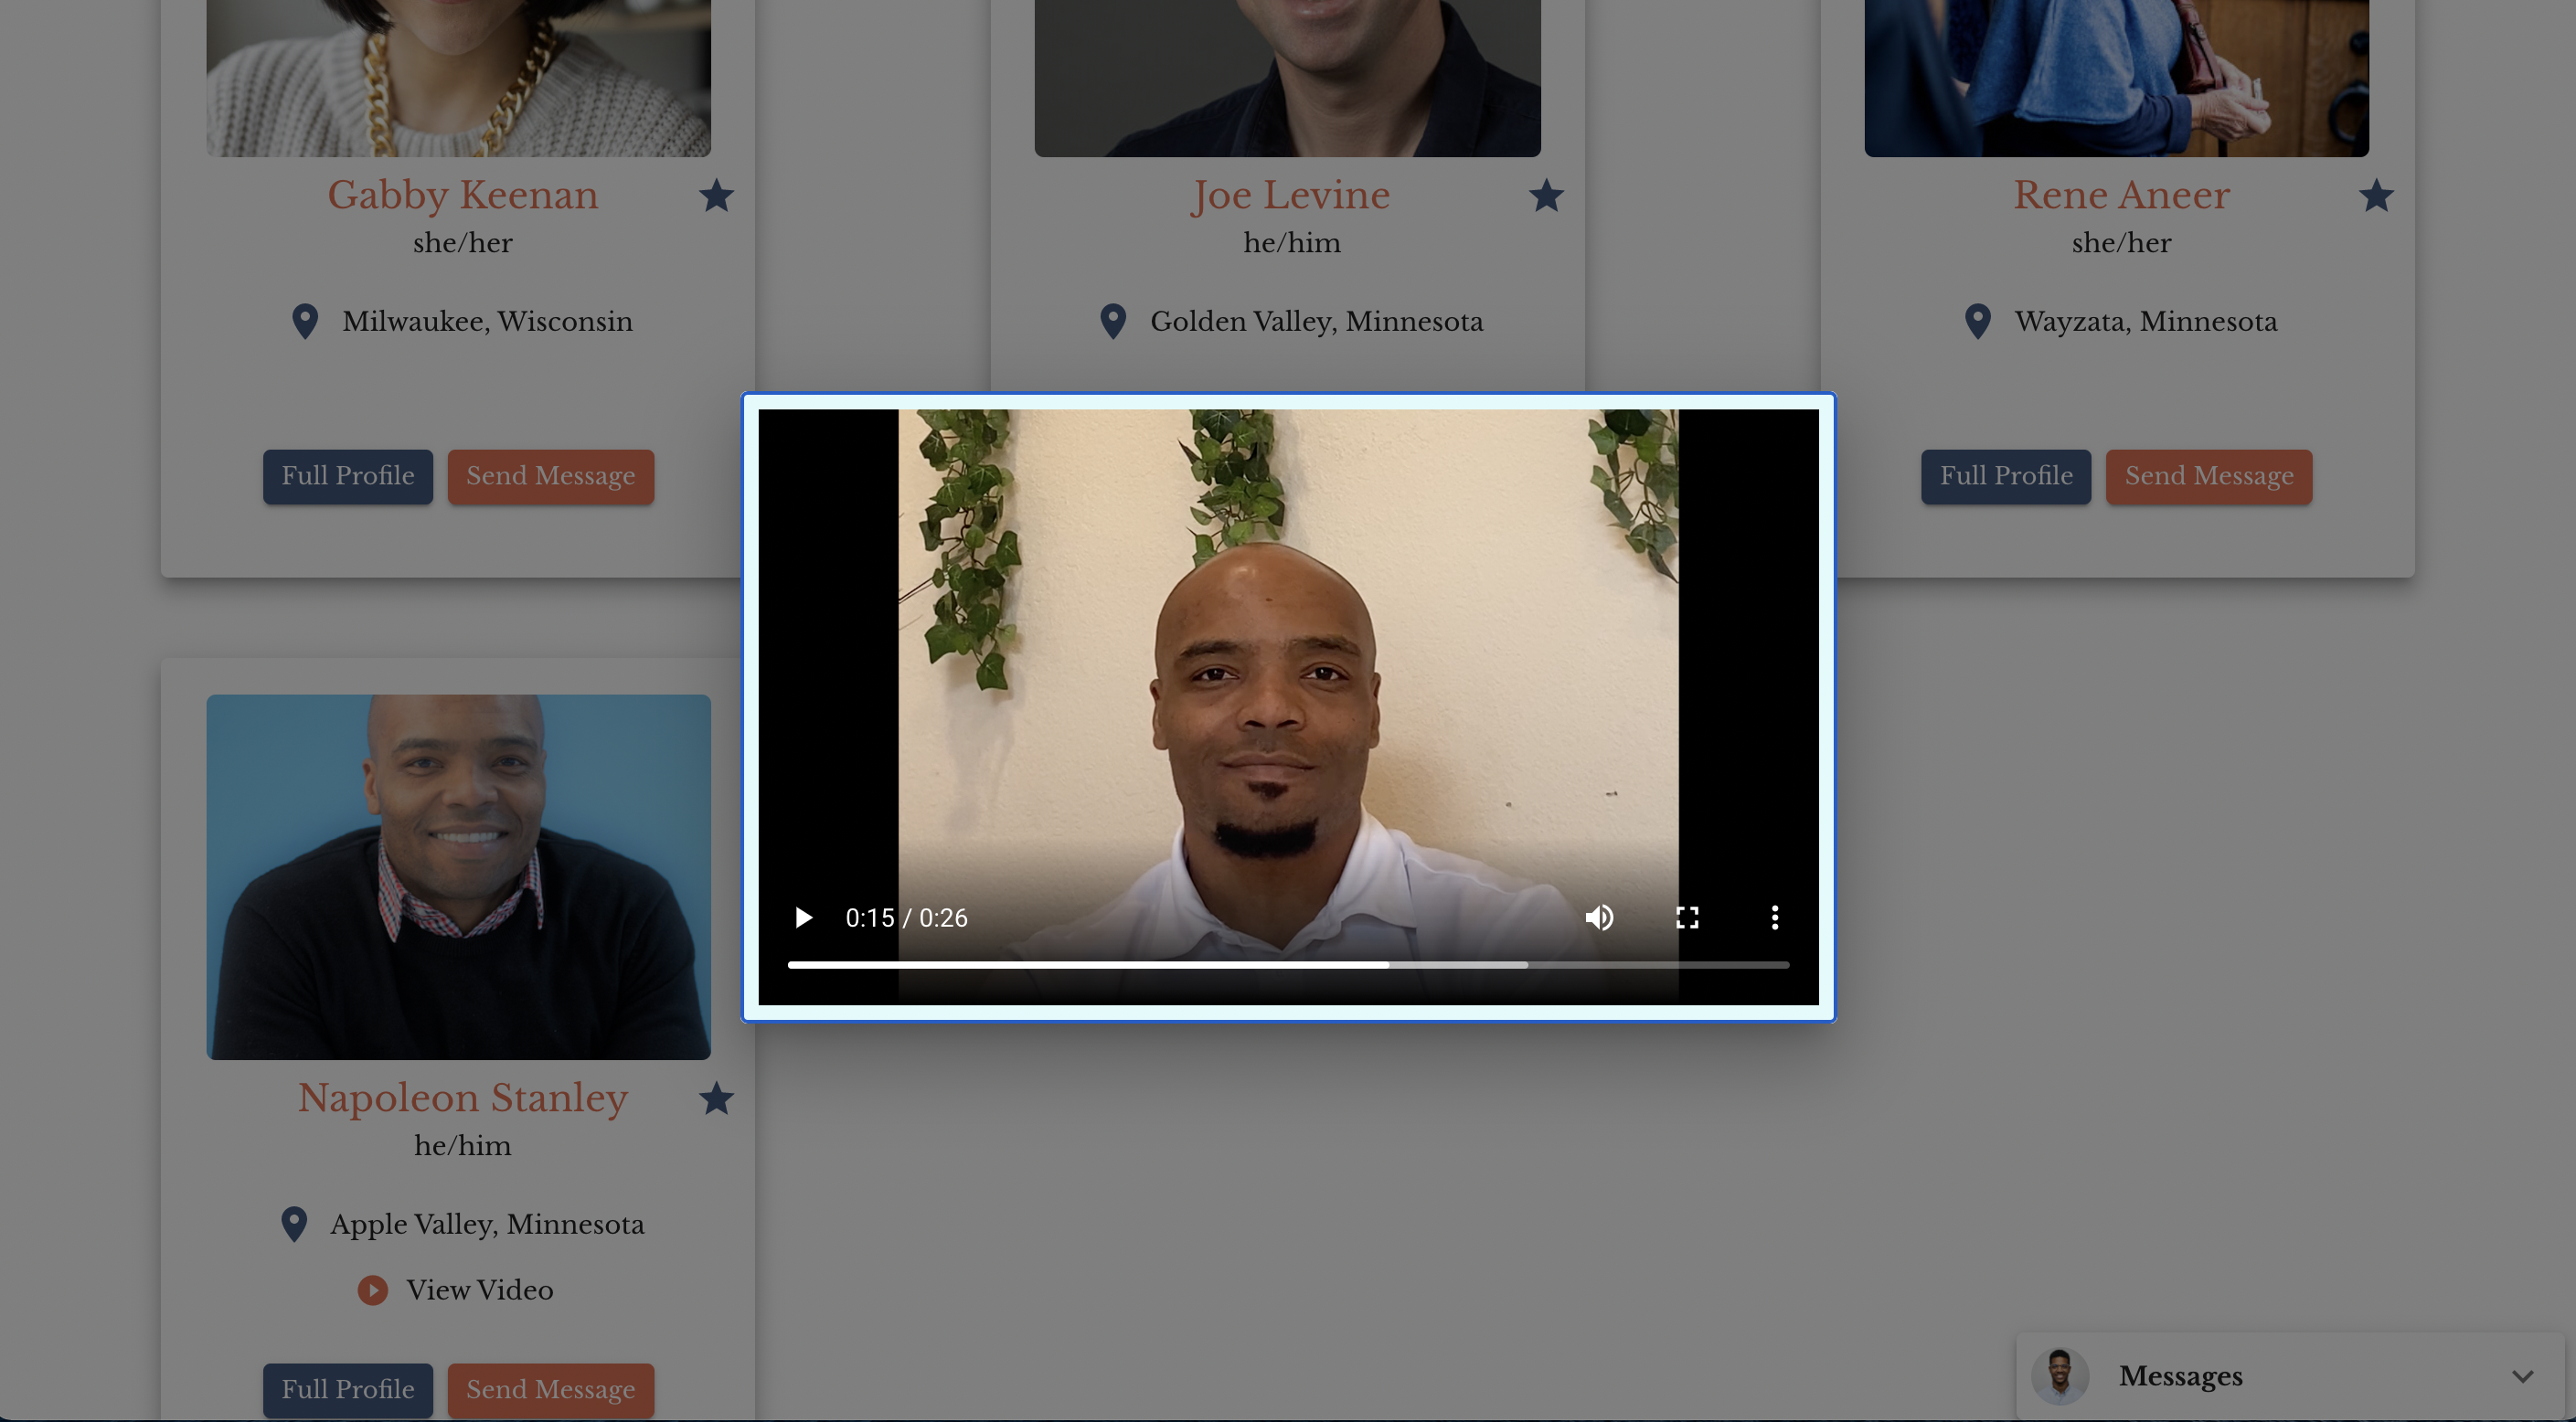 Gabby Keenan
she/her
Milwaukee, Wisconsin
Full Profile
Send Message
Joe Levine
he/him
Golden Valley, Minnesota
Rene Aneer
she/her
Wayzata, Minnesota
Full Profile
Send Message
0:15 / 0:26
Napoleon Stanley
he/him
Apple Valley, Minnesota
View Video
Full Profile
Send Message
Messages